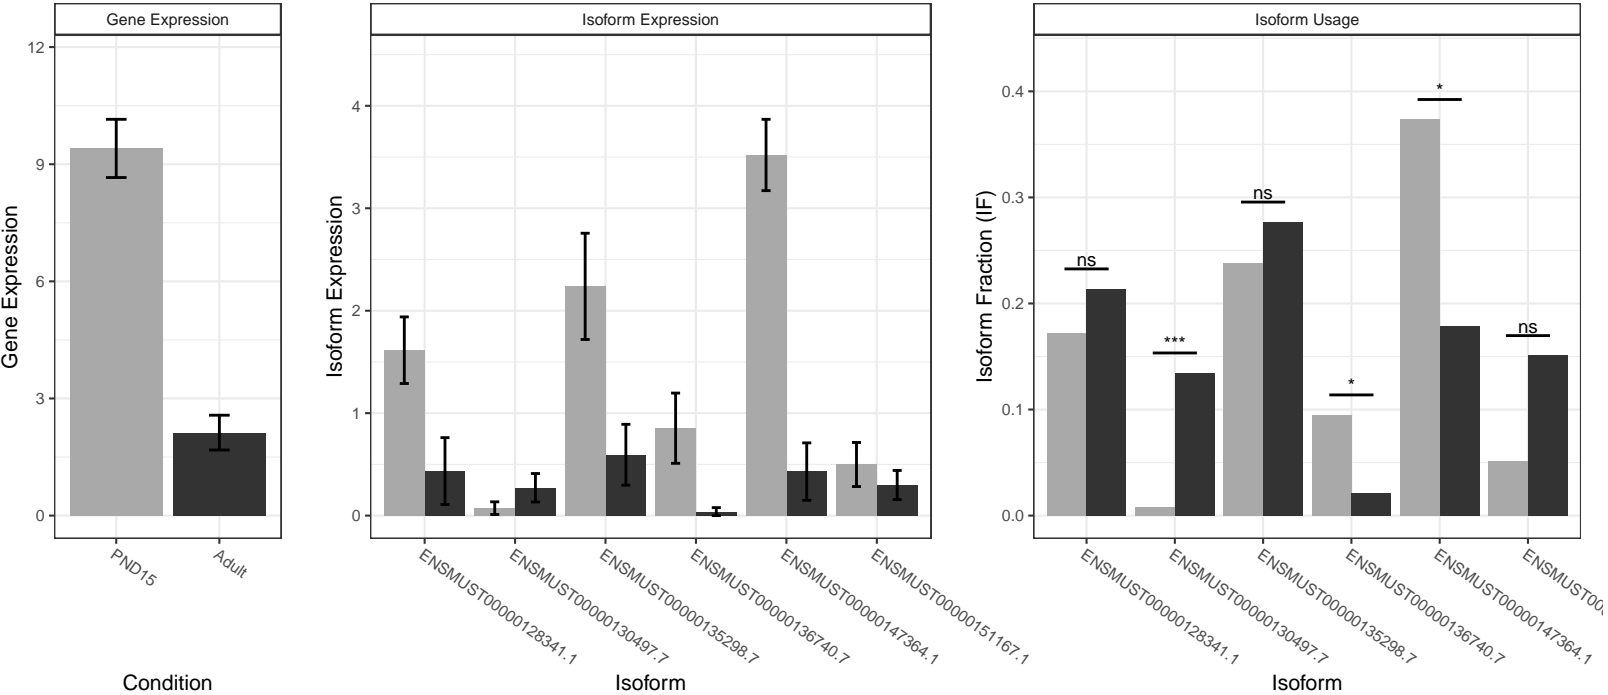 Gene Expression
Gene Expression
12
9
6
3
0
PND15
Adult
Condition
Isoform Expression
Isoform Expression
4
3
2
1
0
ENSMUST00000128341.1
ENSMUST00000130497.7
ENSMUST00000135298.7
ENSMUST00000136740.7
ENSMUST00000147364.1
ENSMUST00000151167.1
Isoform
Isoform Usage
Isoform Fraction (IF)
0.4
0.3
0.2
0.1
0.0
ns
***
ns
*
*
ns
ENSMUST00000128341.1
ENSMUST00000130497.7
ENSMUST00000135298.7
ENSMUST00000136740.7
ENSMUST00000147364.1
Isoform